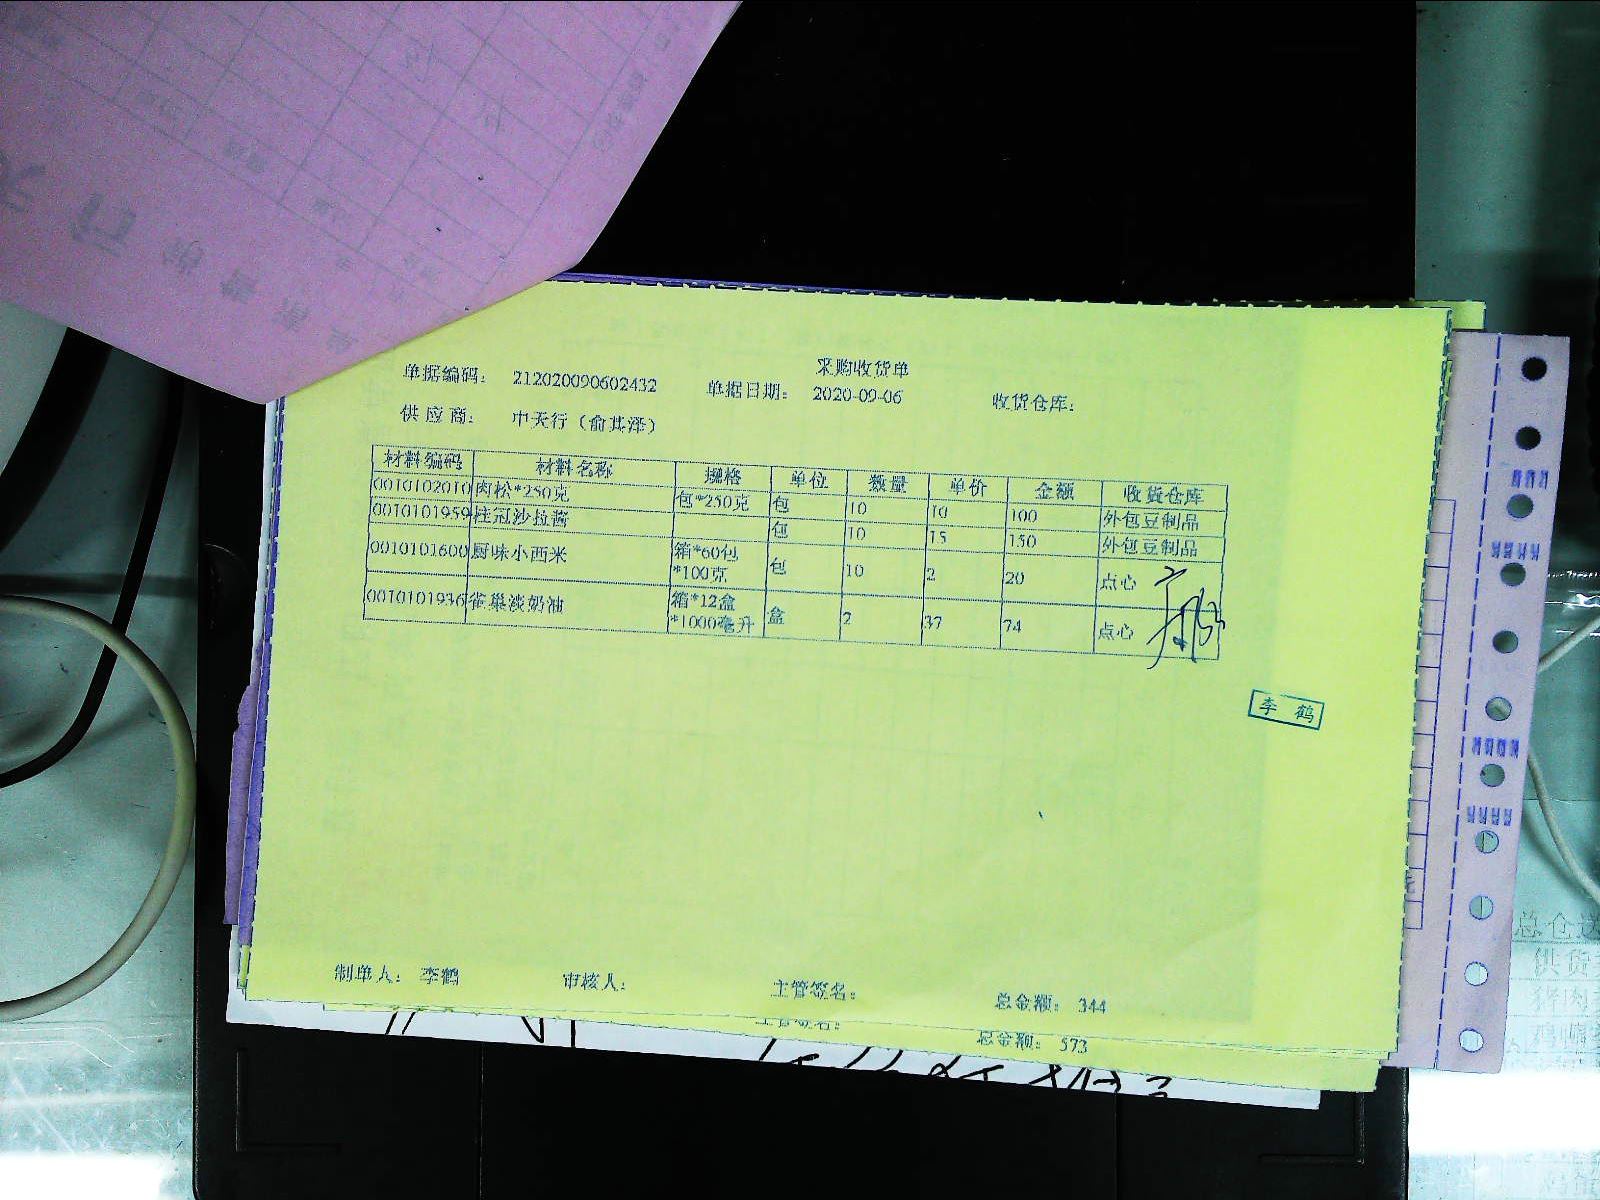 采购收货单
单据编码： 212020090602432 单据日期： 2020-09-06 收货仓库：
供应商： 中天行（俞其泽）
材料编码 材料名称 规格 单位 数量 单价 金额 收货仓库
0010102010 肉松*250克 包*250克 包 10 10 100 外包豆制品
0010101959 桂冠沙拉酱 包 10 15 150 外包豆制品
0010101600 厨味小西米 箱*60包*100克 包 10 2 20 点心
0010101936 雀巢淡奶油 箱*12盒*1000毫升 盒 2 37 74 点心
李鹤
制单人： 李鹤 审核人： 主管签名： 总金额： 344
主管签名： 总金额： 573
总仓
供货